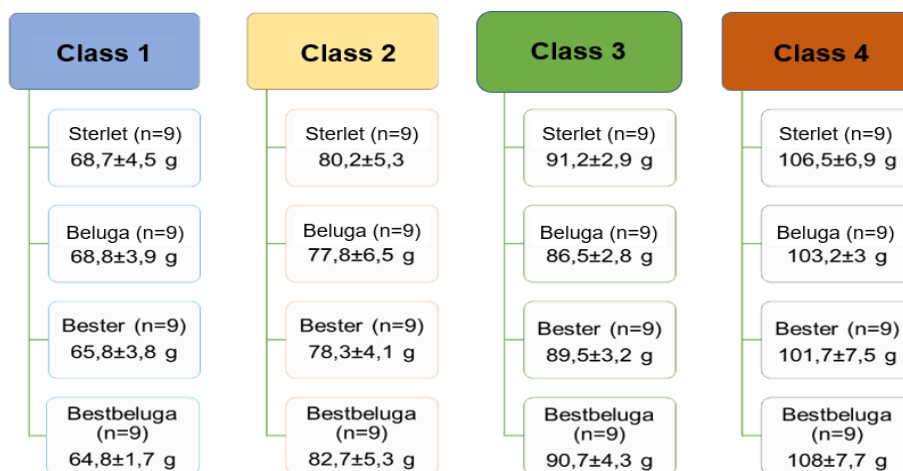 Class 1
Sterlet (n=9)
68,7±4,5 g
Beluga (n=9)
68,8±3,9 g
Bester (n=9)
65,8±3,8 g
Bestbeluga
(n=9)
64,8±1,7 g
Class 2
Sterlet (n=9)
80,2±5,3
Beluga (n=9)
77,8±6,5 g
Bester (n=9)
78,3±4,1 g
Bestbeluga
(n=9)
82,7±5,3 g
Class 3
Sterlet (n=9)
91,2±2,9 g
Beluga (n=9)
86,5±2,8 g
Bester (n=9)
89,5±3,2 g
Bestbeluga
(n=9)
90,7±4,3 g
Class 4
Sterlet (n=9)
106,5±6,9 g
Beluga (n=9)
103,2±3 g
Bester (n=9)
101,7±7,5 g
Bestbeluga
(n=9)
108±7,7 g